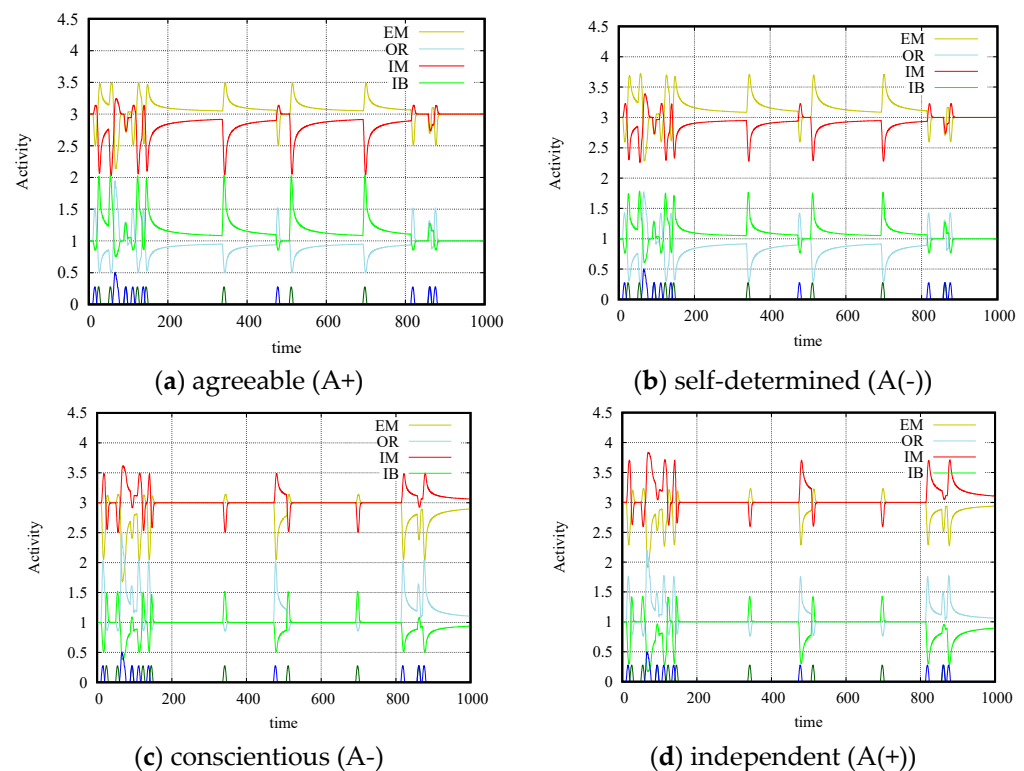 4.5
4
3.5
3
2.5
2
1.5
1
0.5
0
Activity
EM
OR
IM
IB
0 200 400 600 800 1000
time
(a) agreeable (A+)
4.5
4
3.5
3
2.5
2
1.5
1
0.5
0
Activity
EM
OR
IM
IB
0 200 400 600 800 1000
time
(b) self-determined (A(-))
4.5
4
3.5
3
2.5
2
1.5
1
0.5
0
Activity
EM
OR
IM
IB
0 200 400 600 800 1000
time
(c) conscientious (A-)
4.5
4
3.5
3
2.5
2
1.5
1
0.5
0
Activity
EM
OR
IM
IB
0 200 400 600 800 1000
time
(d) independent (A(+))